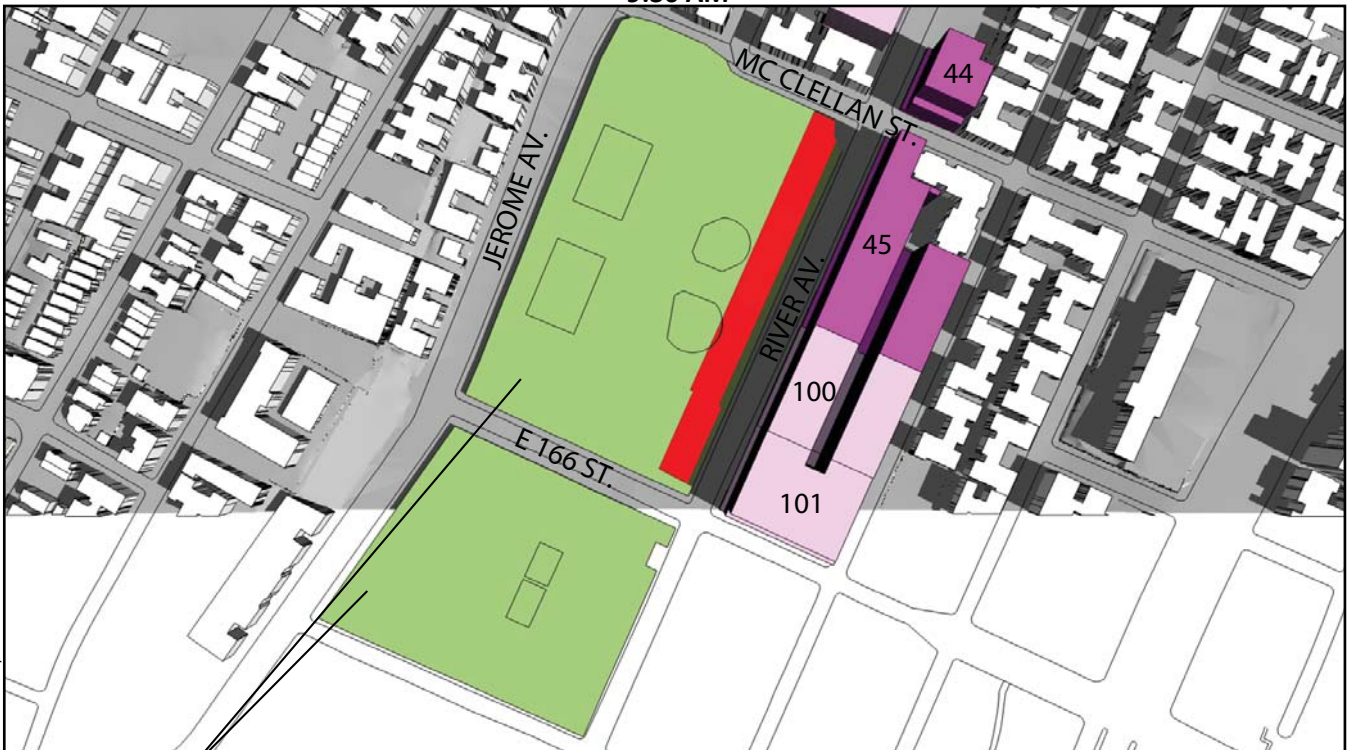 MC CLELLAN ST.
44
JEROME AV.
45
RIVER AV.
100
E 166 ST.
101